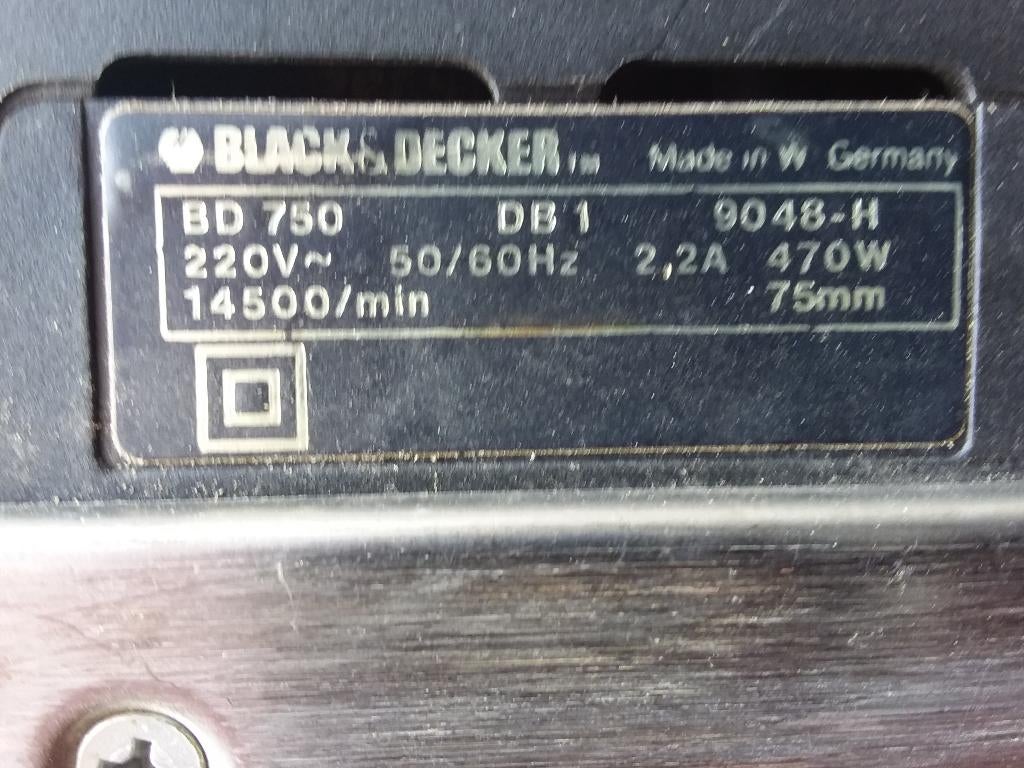 BLACK & DECKER TM Made in W. Germany
BD 750 DB 1 9048-H
220V~ 50/60Hz 2,2A 470W
14500/min 75mm